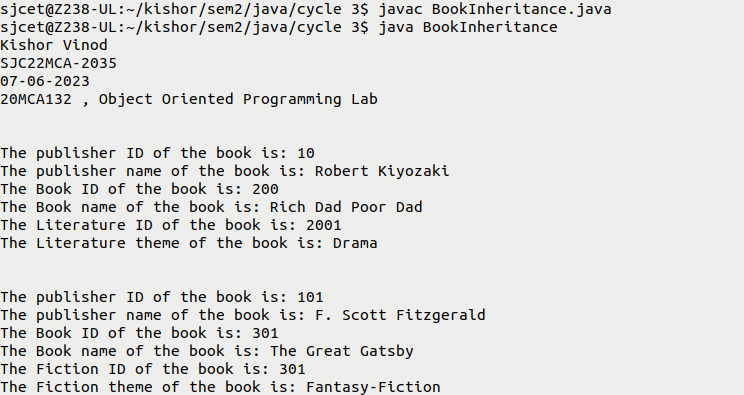 sjcet@Z238-UL:~/kishor/sem2/java/cycle 3$ javac BookInheritance.java
sjcet@Z238-UL:~/kishor/sem2/java/cycle 3$ java BookInheritance
Kishor Vinod
SJC22MCA-2035
07-06-2023
20MCA132 , Object Oriented Programming Lab
The publisher ID of the book is: 10
The publisher name of the book is: Robert Kiyozaki
The Book ID of the book is: 200
The Book name of the book is: Rich Dad Poor Dad
The Literature ID of the book is: 2001
The Literature theme of the book is: Drama
The publisher ID of the book is: 101
The publisher name of the book is: F. Scott Fitzgerald
The Book ID of the book is: 301
The Book name of the book is: The Great Gatsby
The Fiction ID of the book is: 301
The Fiction theme of the book is: Fantasy-Fiction